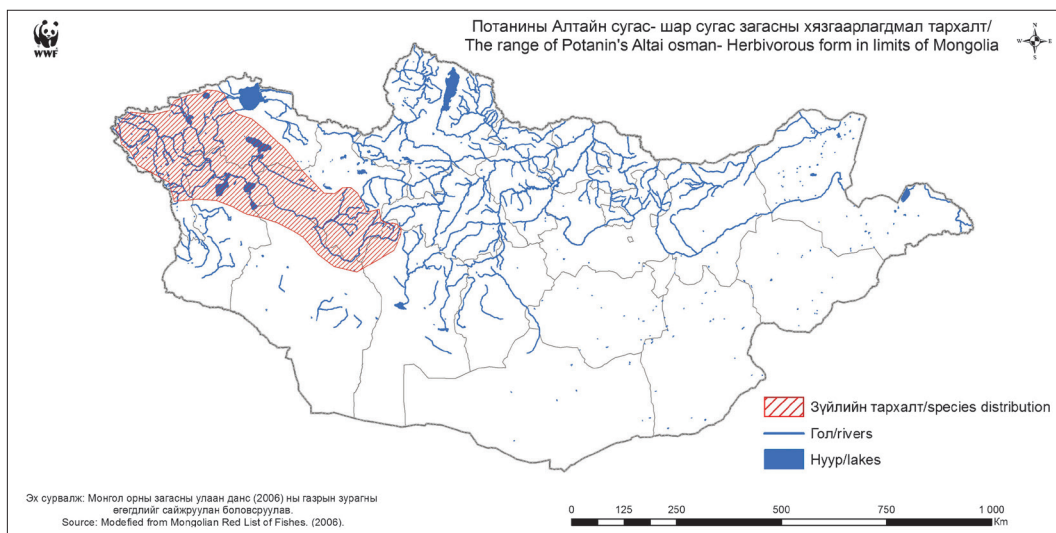 WWF
Потанины Алтайн сугас- шар сугас загасны хязгаарлагдмал тархалт/
The range of Potanin's Altai osman- Herbivorous form in limits of Mongolia
N
W E
S
Зүйлийн тархалт/species distribution
Гол/rivers
Нуур/lakes
Эх сурвалж: Монгол орны загасны улаан данс (2006) ны газрын зурагны
өгөгдлийг сайжруулан боловсруулав.
Source: Modefied from Mongolian Red List of Fishes. (2006).
0 125 250 500 750 1 000
Km